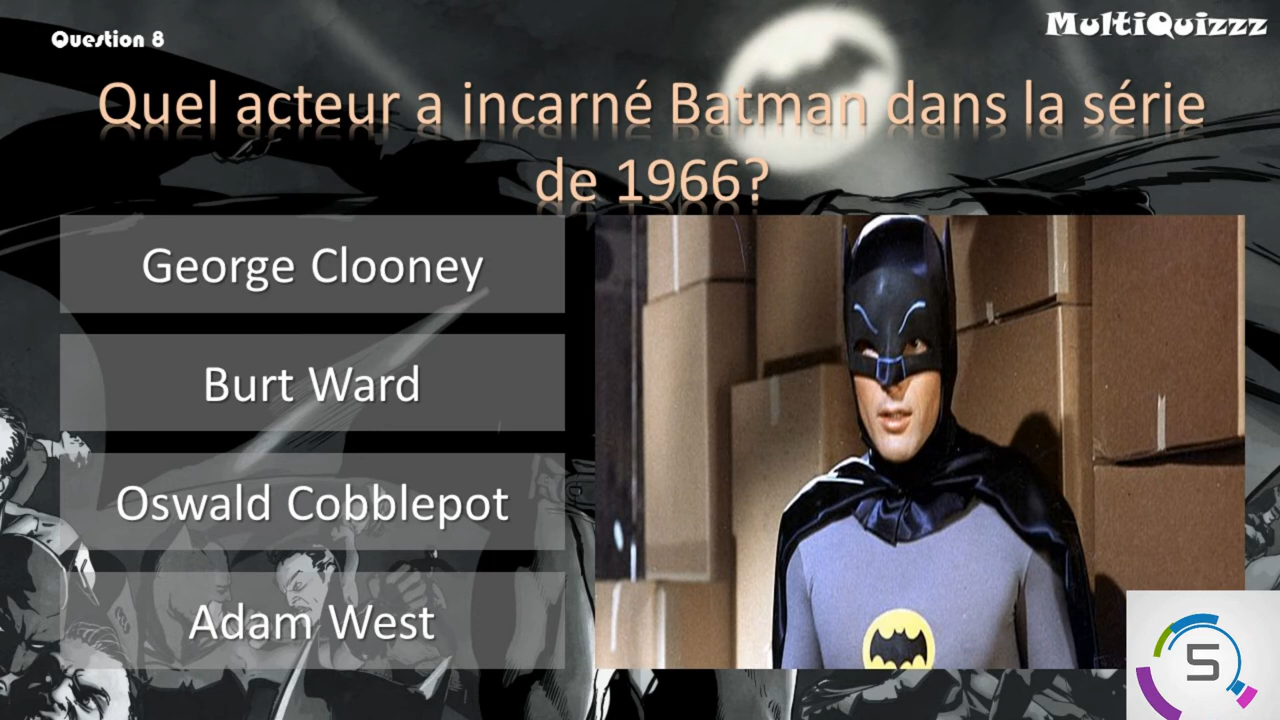 Question 8
MultiQuizzz
Quel acteur a incarné Batman dans la série
de 1966?
George Clooney
Burt Ward
Oswald Cobblepot
Adam West
5